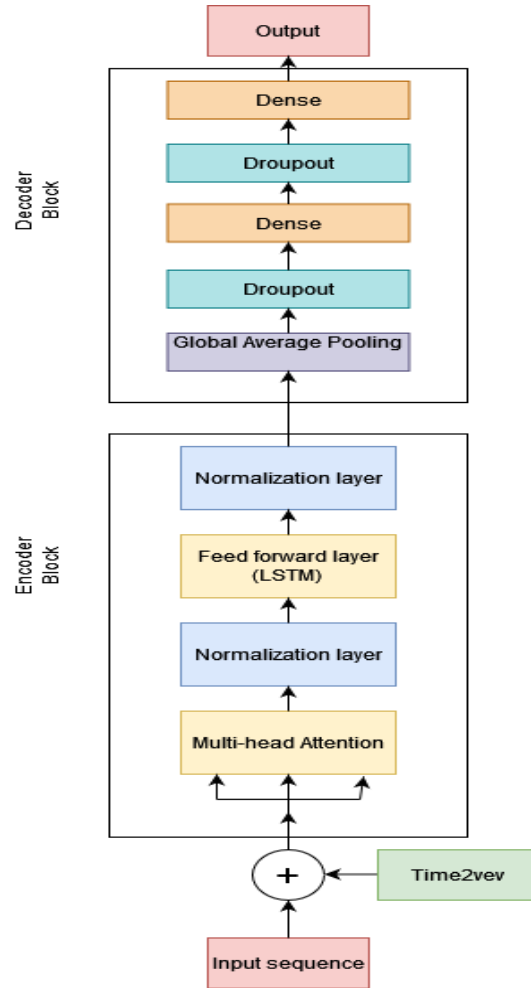 Output
Dense
Droupout
Dense
Droupout
Global Average Pooling
Decoder
Block
Normalization layer
Feed forward layer
(LSTM)
Normalization layer
Multi-head Attention
Encoder
Block
+
Time2vev
Input sequence